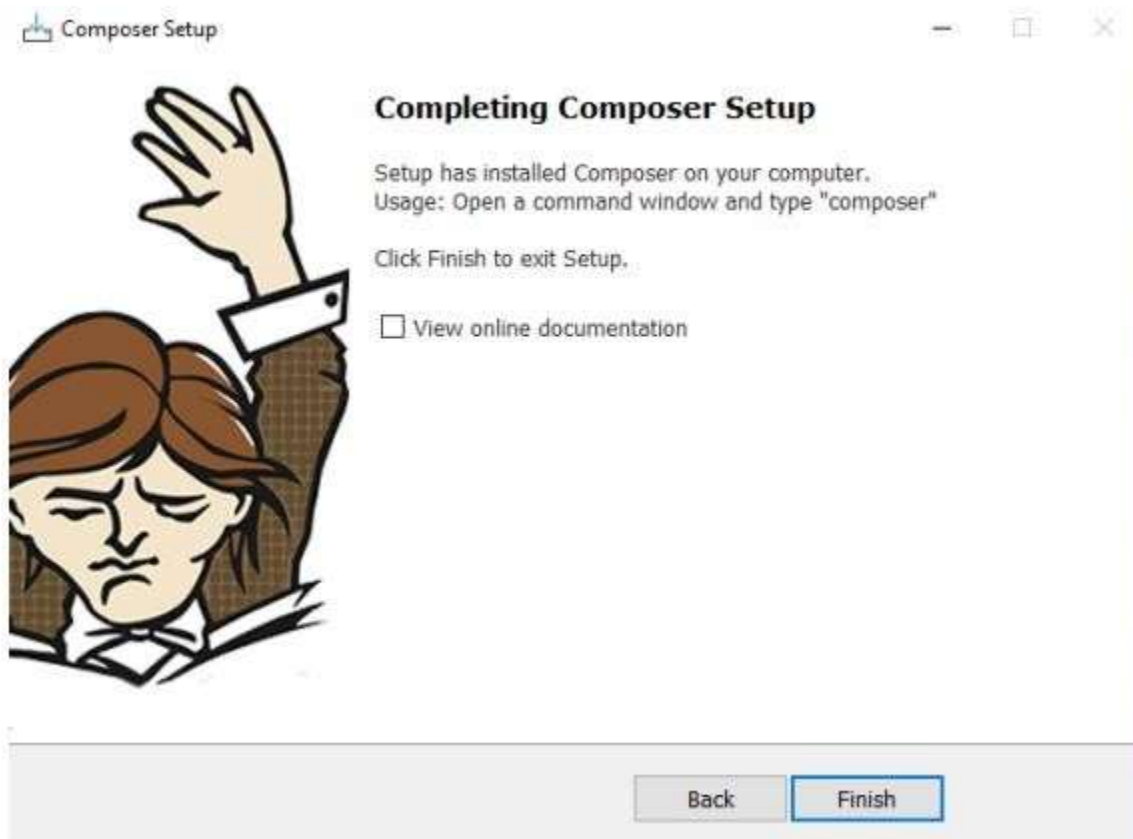 Composer Setup
Completing Composer Setup
Setup has installed Composer on your computer.
Usage: Open a command window and type "composer"
Click Finish to exit Setup.
View online documentation
Back
Finish